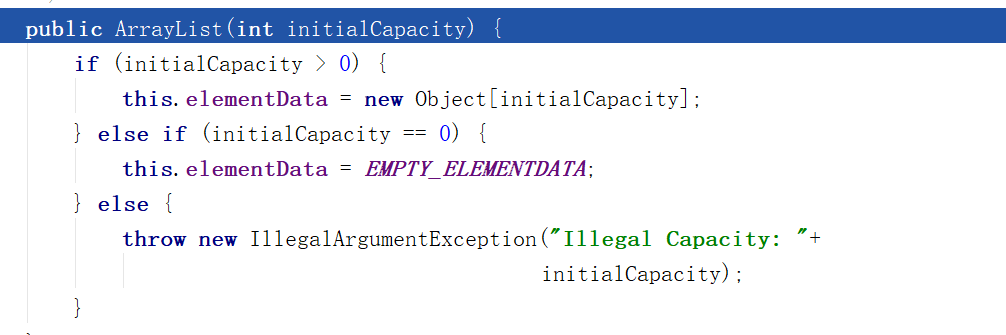 public ArrayList(int initialCapacity) {
if (initialCapacity > 0) {
this.elementData = new Object[initialCapacity];
} else if (initialCapacity == 0) {
this.elementData = EMPTY_ELEMENTDATA;
} else {
throw new IllegalArgumentException("Illegal Capacity: "+
initialCapacity);
}